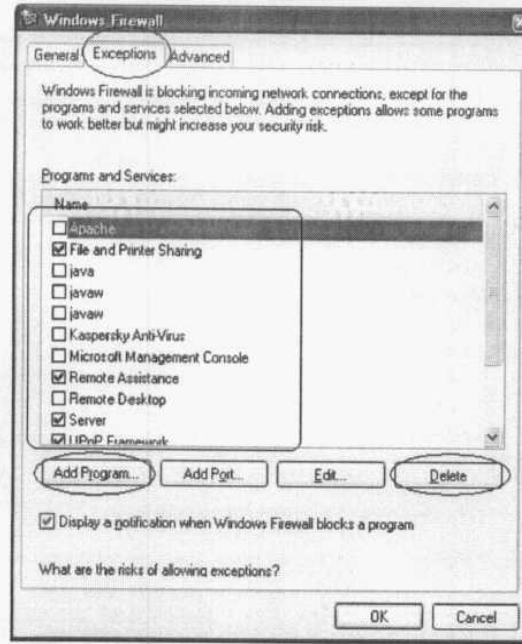 Windows Firewall
General Exceptions Advanced
Windows Firewall is blocking incoming network connections, except for the
programs and services selected below. Adding exceptions allows some programs
to work better but might increase your security risk.
Programs and Services:
Name
Apache
File and Printer Sharing
java
javaw
javaw
Kaspersky Anti-Virus
Microsoft Management Console
Remote Assistance
Remote Desktop
Server
UPnP Framework
Add Program... Add Port... Edit... Delete
Display a notification when Windows Firewall blocks a program
What are the risks of allowing exceptions?
OK Cancel